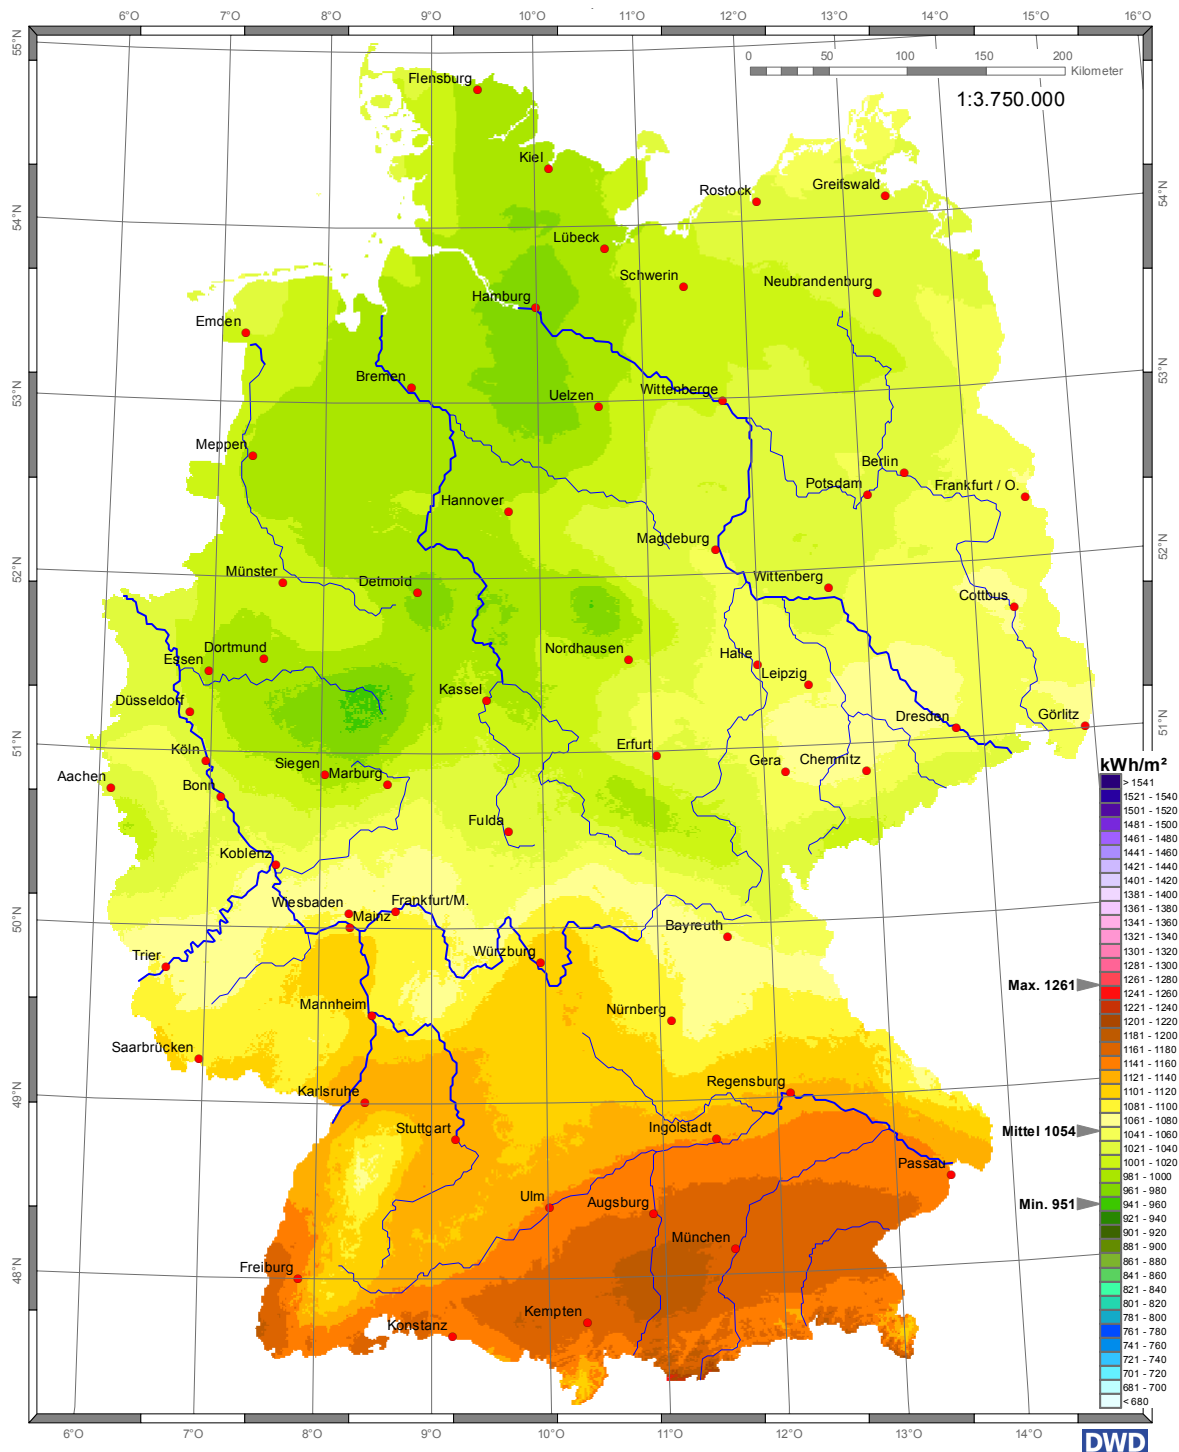 6°O 7°O 8°O 9°O 10°O 11°O 12°O 13°O 14°O 15°O 16°O
55°N
0 50 100 150 200
Kilometer
1:3.750.000
Flensburg
Kiel
Rostock
Greifswald
54°N
54°N
Lübeck
Schwerin
Neubrandenburg
Hamburg
Emden
53°N
53°N
Bremen
Uelzen
Wittenberge
Meppen
Berlin
Hannover
Potsdam
Frankfurt / O.
Magdeburg
52°N
52°N
Münster
Detmold
Wittenberg
Cottbus
Dortmund
Essen
Nordhausen
Halle
Leipzig
Düsseldorf
Kassel
Dresden
Görlitz
51°N
51°N
Köln
Erfurt
Gera
Chemnitz
Aachen
Siegen
Marburg
Bonn
Fulda
Koblenz
Wiesbaden
Frankfurt/M.
Mainz
50°N
Bayreuth
Trier
Würzburg
Mannheim
Nürnberg
Saarbrücken
Karlsruhe
Regensburg
49°N
Stuttgart
Ingolstadt
Passau
Ulm
Augsburg
München
48°N
Freiburg
Kempten
Konstanz
kWh/m²
> 1541
1521 - 1540
1501 - 1520
1481 - 1500
1461 - 1480
1441 - 1460
1421 - 1440
1401 - 1420
1381 - 1400
1361 - 1380
1341 - 1360
1321 - 1340
1301 - 1320
1281 - 1300
Max. 1261
1261 - 1280
1241 - 1260
1221 - 1240
1201 - 1220
1181 - 1200
1161 - 1180
1141 - 1160
1121 - 1140
1101 - 1120
1081 - 1100
1061 - 1080
Mittel 1054
1041 - 1060
1021 - 1040
1001 - 1020
981 - 1000
961 - 980
Min. 951
941 - 960
921 - 940
901 - 920
881 - 900
861 - 880
841 - 860
821 - 840
801 - 820
781 - 800
761 - 780
741 - 760
721 - 740
701 - 720
681 - 700
< 680
6°O 7°O 8°O 9°O 10°O 11°O 12°O 13°O 14°O
DWD